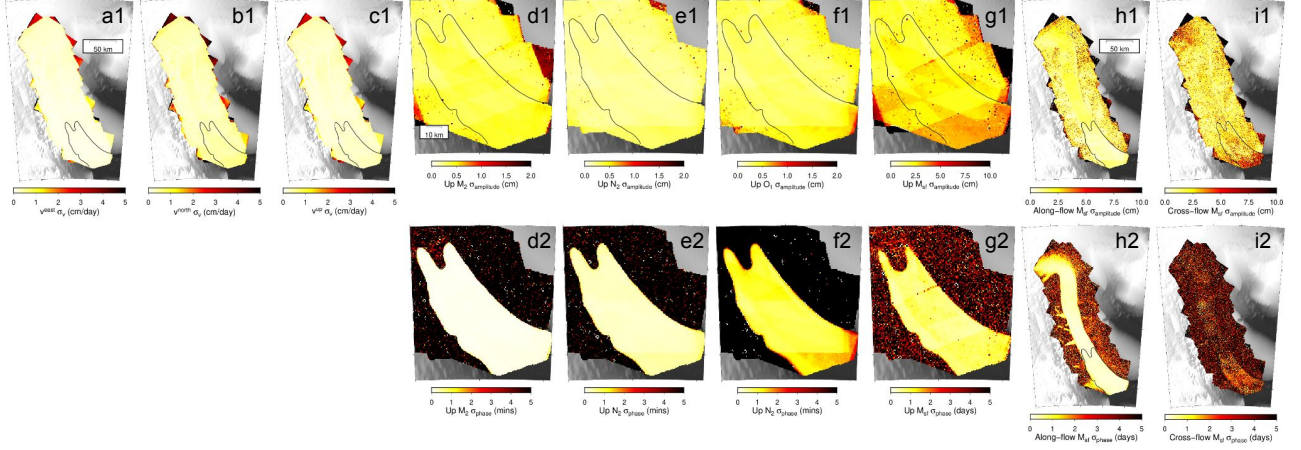 a1 b1 c1 d1 e1 f1 g1 h1 i1
50 km 50 km
10 km
0 1 2 3 4 5 0 1 2 3 4 5 0 1 2 3 4 5
v^east σ_v (cm/day) v^north σ_v (cm/day) v^up σ_v (cm/day)
0.0 0.5 1.0 1.5 2.0 0.0 0.5 1.0 1.5 2.0 0.0 0.5 1.0 1.5 2.0 0.0 2.5 5.0 7.5 10.0
Up M₂ σ_amplitude (cm) Up N₂ σ_amplitude (cm) Up O₁ σ_amplitude (cm) Up M_sf σ_amplitude (cm)
0.0 2.5 5.0 7.5 10.0 0.0 2.5 5.0 7.5 10.0
Along-flow M_sf σ_amplitude (cm) Cross-flow M_sf σ_amplitude (cm)
d2 e2 f2 g2 h2 i2
0 1 2 3 4 5 0 1 2 3 4 5 0 1 2 3 4 5 0 1 2 3 4 5
Up M₂ σ_phase (mins) Up N₂ σ_phase (mins) Up N₂ σ_phase (mins) Up M_sf σ_phase (days)
0 1 2 3 4 5 0 1 2 3 4 5
Along-flow M_sf σ_phase (days) Cross-flow M_sf σ_phase (days)